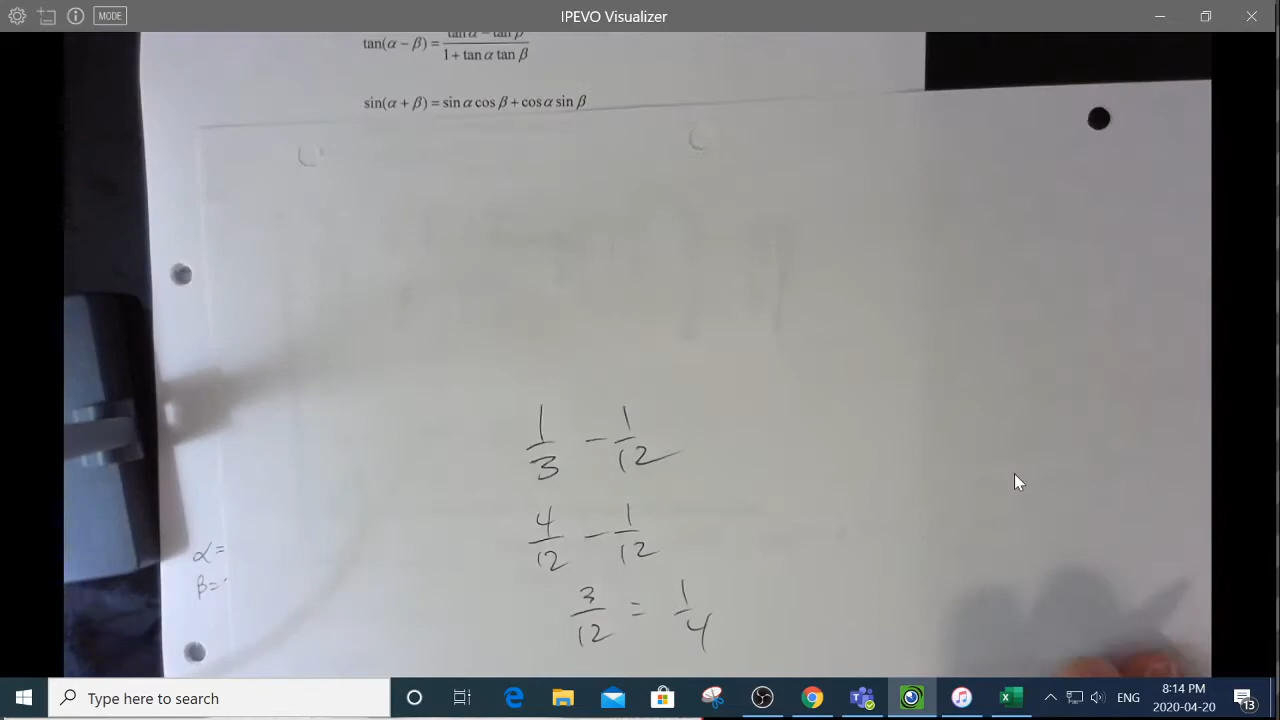 MODE IPEVO Visualizer
tan(α − β) = (tan α − tan β)/(1 + tan α tan β)
sin(α + β) = sin α cos β + cos α sin β
1/3 − 1/12
4/12 − 1/12
α =
β =
3/12 = 1/4
Type here to search
ENG
8:14 PM
2020-04-20
13